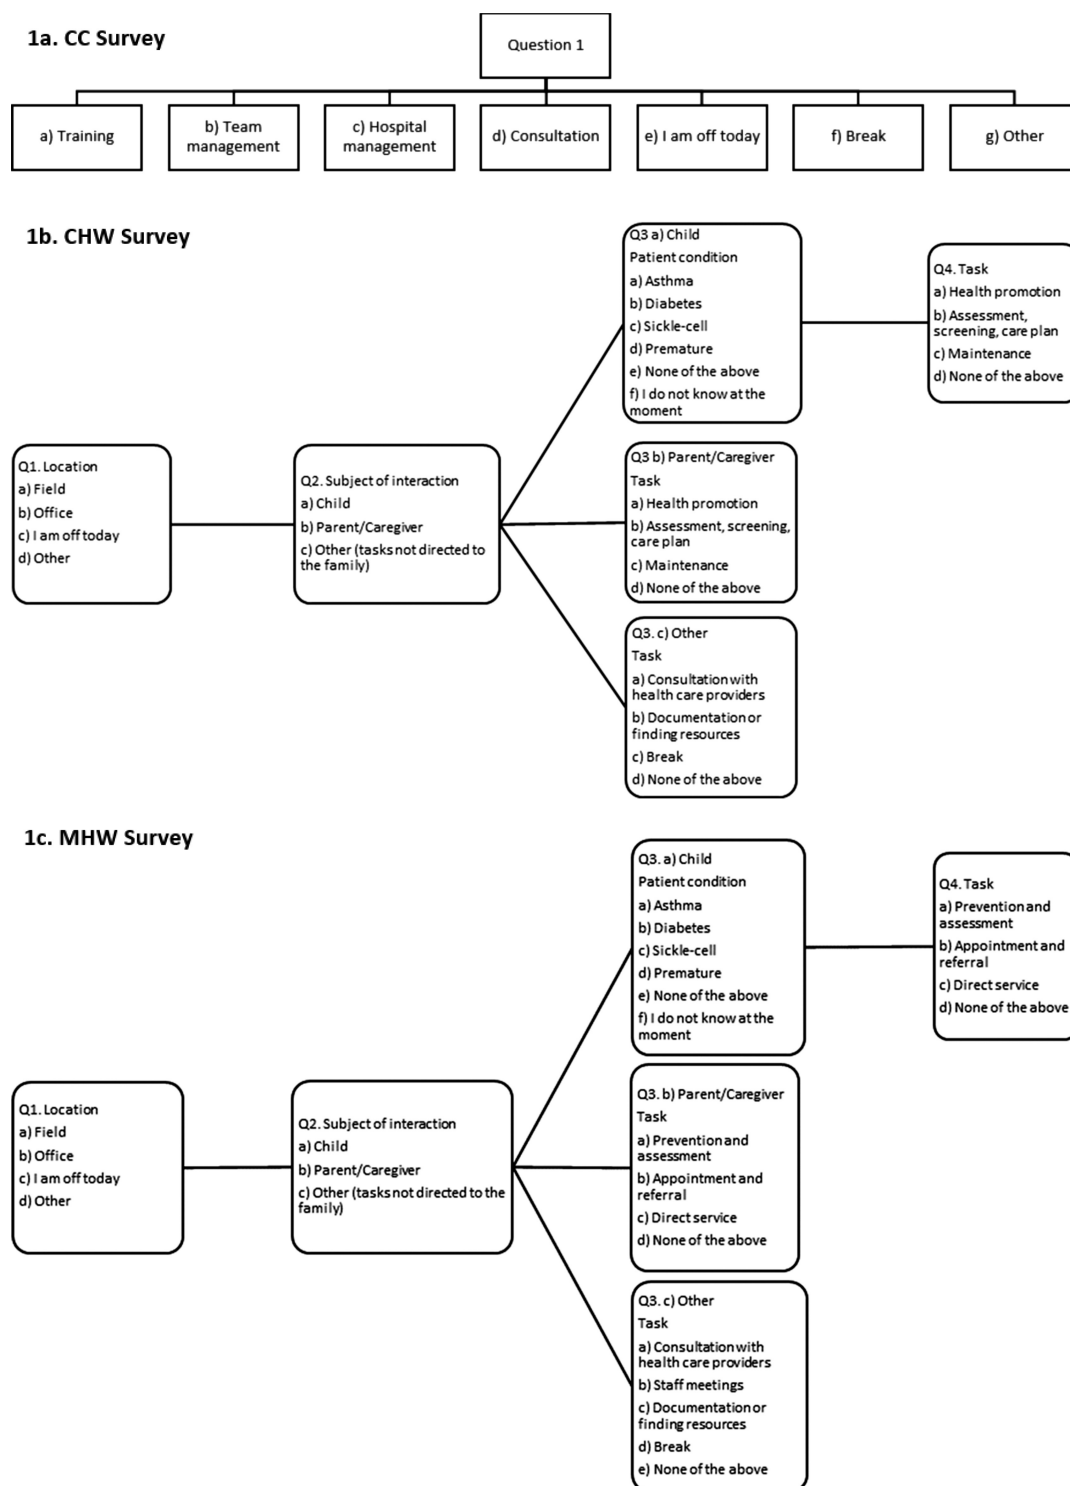 1a. CC Survey
Question 1
a) Training
b) Team
management
c) Hospital
management
d) Consultation
e) I am off today
f) Break
g) Other
1b. CHW Survey
Q1. Location
a) Field
b) Office
c) I am off today
d) Other
Q2. Subject of interaction
a) Child
b) Parent/Caregiver
c) Other (tasks not directed to
the family)
Q3 a) Child
Patient condition
a) Asthma
b) Diabetes
c) Sickle-cell
d) Premature
e) None of the above
f) I do not know at the
moment
Q4. Task
a) Health promotion
b) Assessment,
screening, care plan
c) Maintenance
d) None of the above
Q3 b) Parent/Caregiver
Task
a) Health promotion
b) Assessment, screening,
care plan
c) Maintenance
d) None of the above
Q3. c) Other
Task
a) Consultation with
health care providers
b) Documentation or
finding resources
c) Break
d) None of the above
1c. MHW Survey
Q1. Location
a) Field
b) Office
c) I am off today
d) Other
Q2. Subject of interaction
a) Child
b) Parent/Caregiver
c) Other (tasks not directed to the
family)
Q3. a) Child
Patient condition
a) Asthma
b) Diabetes
c) Sickle-cell
d) Premature
e) None of the above
f) I do not know at the
moment
Q4. Task
a) Prevention and
assessment
b) Appointment and
referral
c) Direct service
d) None of the above
Q3. b) Parent/Caregiver
Task
a) Prevention and
assessment
b) Appointment and
referral
c) Direct service
d) None of the above
Q3. c) Other
Task
a) Consultation with
health care providers
b) Staff meetings
c) Documentation or
finding resources
d) Break
e) None of the above